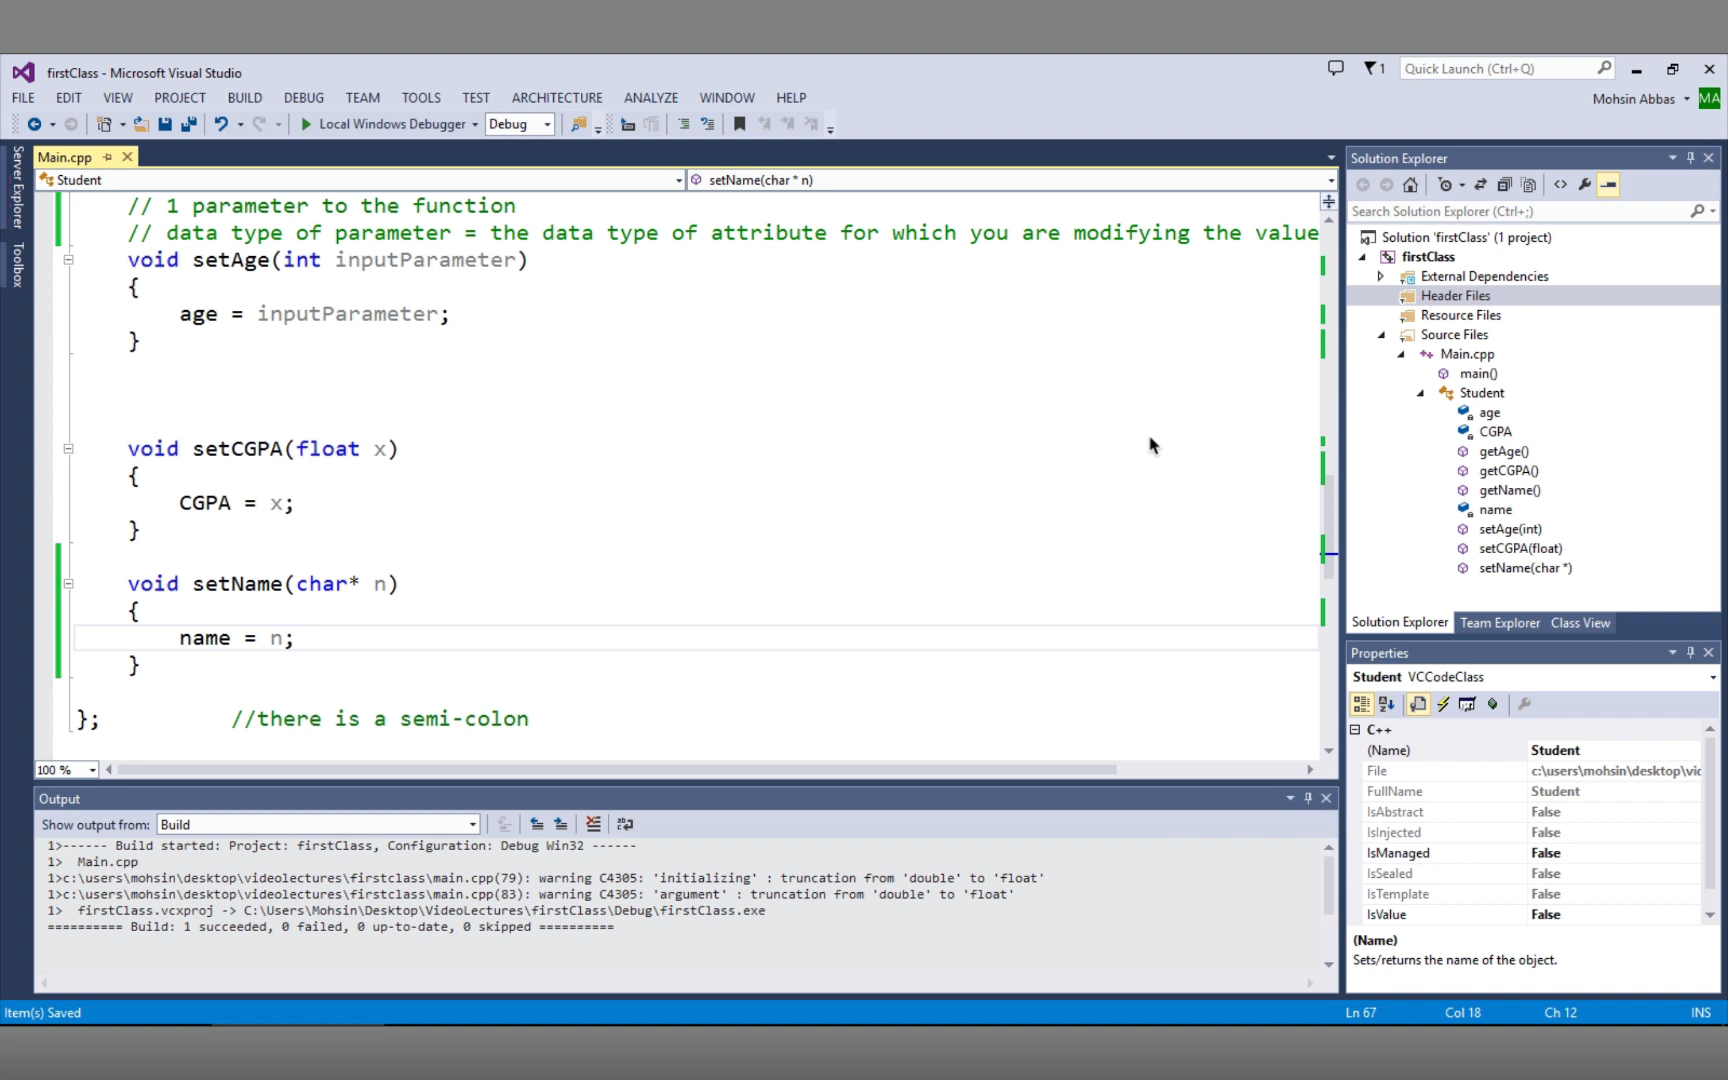 firstClass - Microsoft Visual Studio
1
Quick Launch (Ctrl+Q)
FILE EDIT VIEW PROJECT BUILD DEBUG TEAM TOOLS TEST ARCHITECTURE ANALYZE WINDOW HELP
Mohsin Abbas MA
Local Windows Debugger Debug
Server Explorer
Toolbox
Main.cpp
Student
setName(char * n)
// 1 parameter to the function
// data type of parameter = the data type of attribute for which you are modifying the value
void setAge(int inputParameter)
{
age = inputParameter;
}
void setCGPA(float x)
{
CGPA = x;
}
void setName(char* n)
{
name = n;
}
}; //there is a semi-colon
100 %
Output
Show output from: Build
1>------ Build started: Project: firstClass, Configuration: Debug Win32 ------
1> Main.cpp
1>c:\users\mohsin\desktop\videolectures\firstclass\main.cpp(79): warning C4305: 'initializing' : truncation from 'double' to 'float'
1>c:\users\mohsin\desktop\videolectures\firstclass\main.cpp(83): warning C4305: 'argument' : truncation from 'double' to 'float'
1> firstClass.vcxproj -> C:\Users\Mohsin\Desktop\VideoLectures\firstClass\Debug\firstClass.exe
========== Build: 1 succeeded, 0 failed, 0 up-to-date, 0 skipped ==========
Solution Explorer
Search Solution Explorer (Ctrl+;)
Solution 'firstClass' (1 project)
firstClass
External Dependencies
Header Files
Resource Files
Source Files
Main.cpp
main()
Student
age
CGPA
getAge()
getCGPA()
getName()
name
setAge(int)
setCGPA(float)
setName(char *)
Solution Explorer Team Explorer Class View
Properties
Student VCCodeClass
C++
(Name) Student
File c:\users\mohsin\desktop\vic
FullName Student
IsAbstract False
IsInjected False
IsManaged False
IsSealed False
IsTemplate False
IsValue False
(Name)
Sets/returns the name of the object.
Item(s) Saved
Ln 67 Col 18 Ch 12 INS